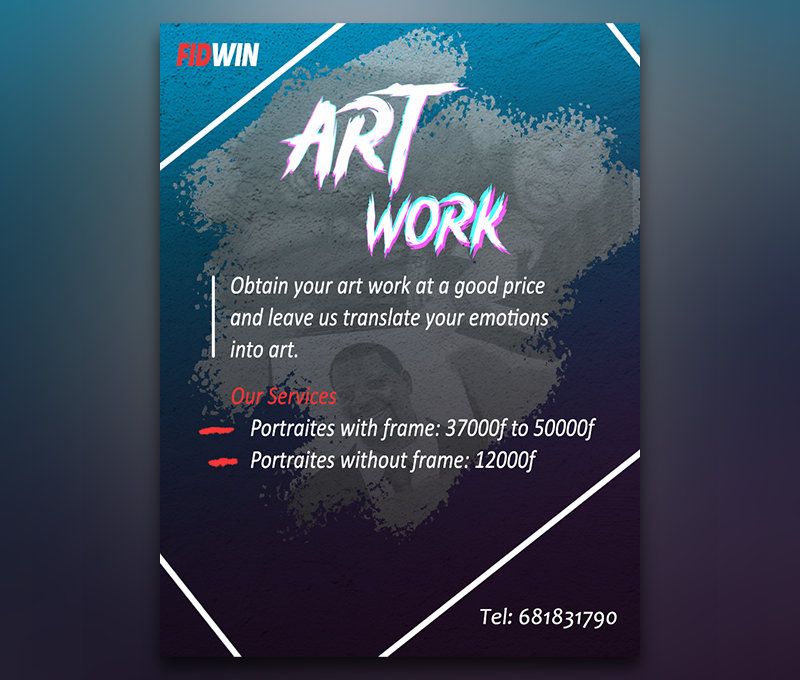 FIDWIN
ART
WORK
Obtain your art work at a good price
and leave us translate your emotions
into art.
Our Services
Portraites with frame: 37000f to 50000f
Portraites without frame: 12000f
Tel: 681831790